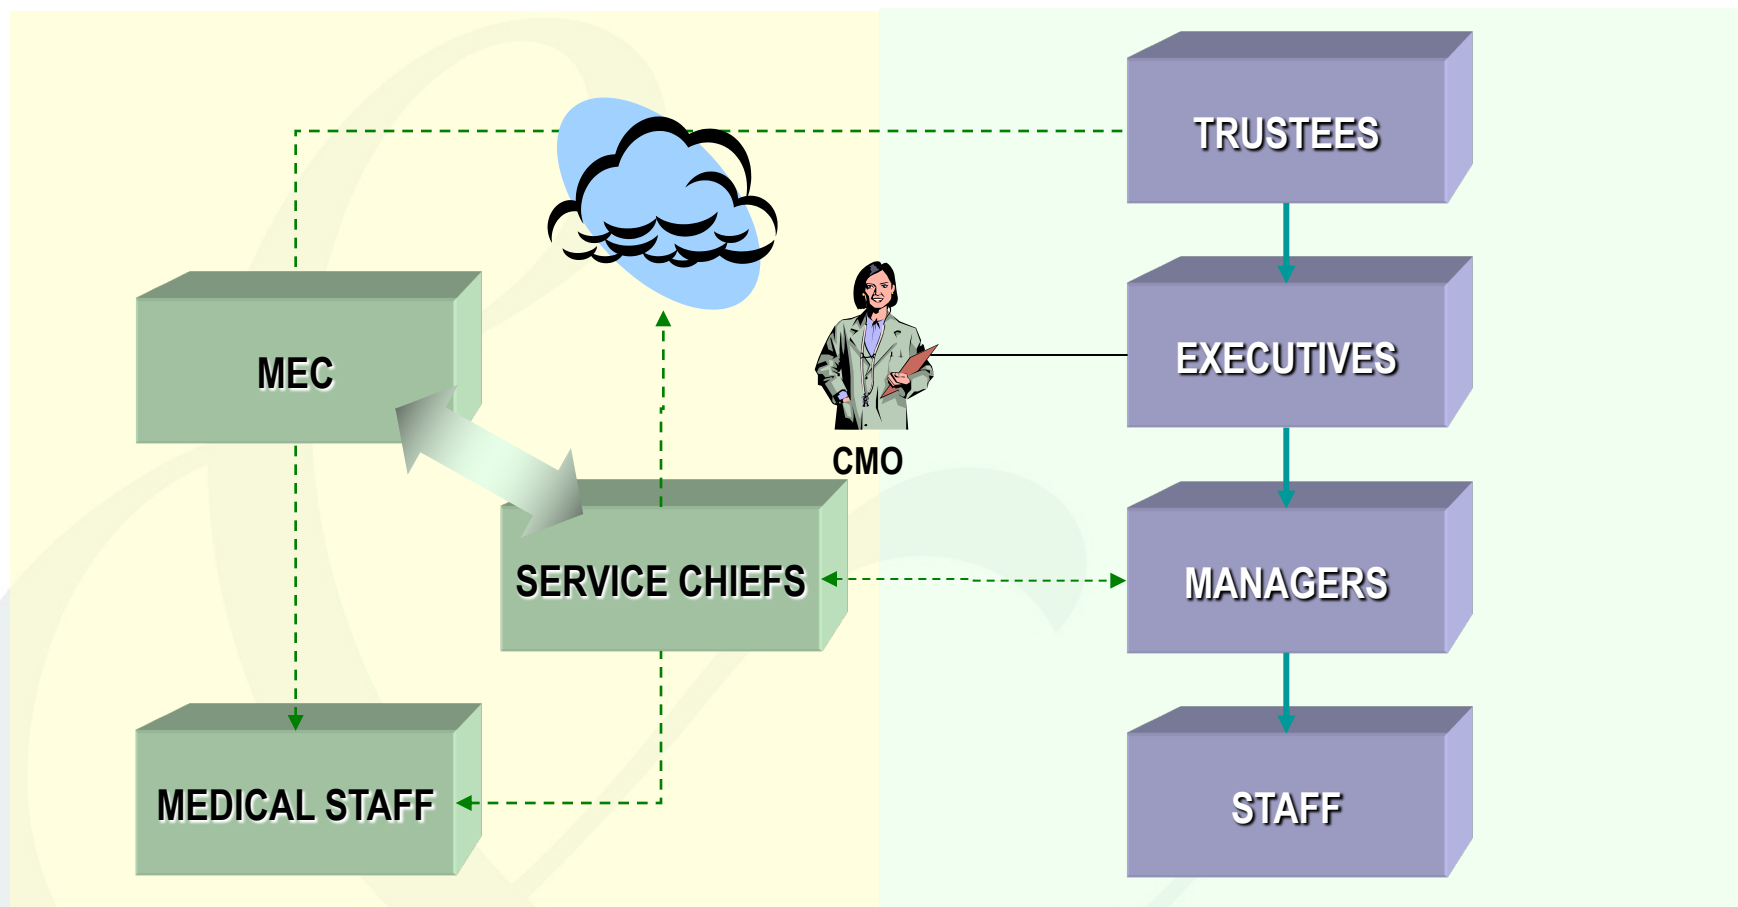 TRUSTEES
MEC
EXECUTIVES
CMO
SERVICE CHIEFS
MANAGERS
MEDICAL STAFF
STAFF